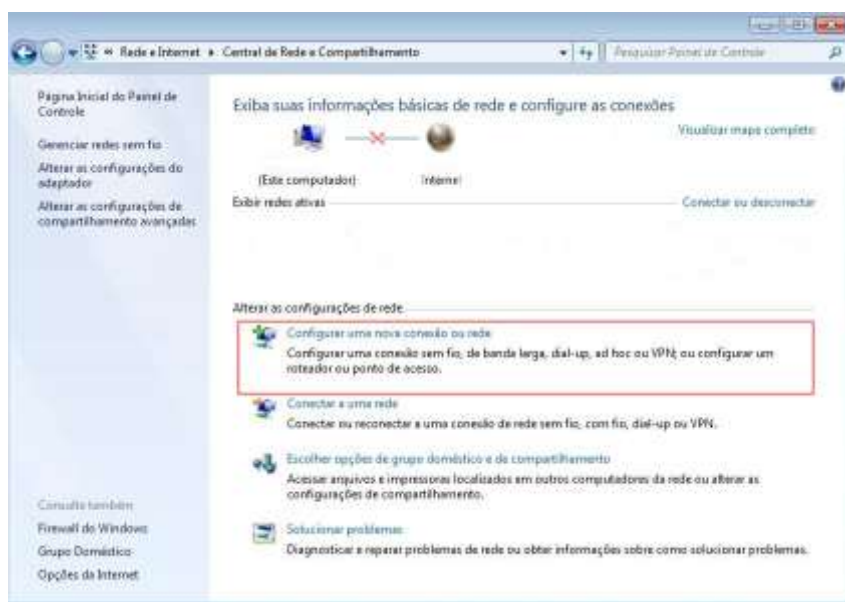 Rede e Internet ▸ Central de Rede e Compartilhamento
Pesquisar Painel de Controle
Página Inicial do Painel de
Controle
Gerenciar redes sem fio
Alterar as configurações do
adaptador
Alterar as configurações de
compartilhamento avançadas
Exiba suas informações básicas de rede e configure as conexões
Visualizar mapa completo
(Este computador)
Internet
Exibir redes ativas
Conectar ou desconectar
Alterar as configurações de rede
Configurar uma nova conexão ou rede
Configurar uma conexão sem fio, de banda larga, dial-up, ad hoc ou VPN; ou configurar um
roteador ou ponto de acesso.
Conectar a uma rede
Conectar ou reconectar a uma conexão de rede sem fio, com fio, dial-up ou VPN.
Escolher opções de grupo doméstico e de compartilhamento
Acessar arquivos e impressoras localizados em outros computadores da rede ou alterar as
configurações de compartilhamento.
Solucionar problemas
Diagnosticar e reparar problemas de rede ou obter informações sobre como solucionar problemas.
Consulte também
Firewall do Windows
Grupo Doméstico
Opções da Internet